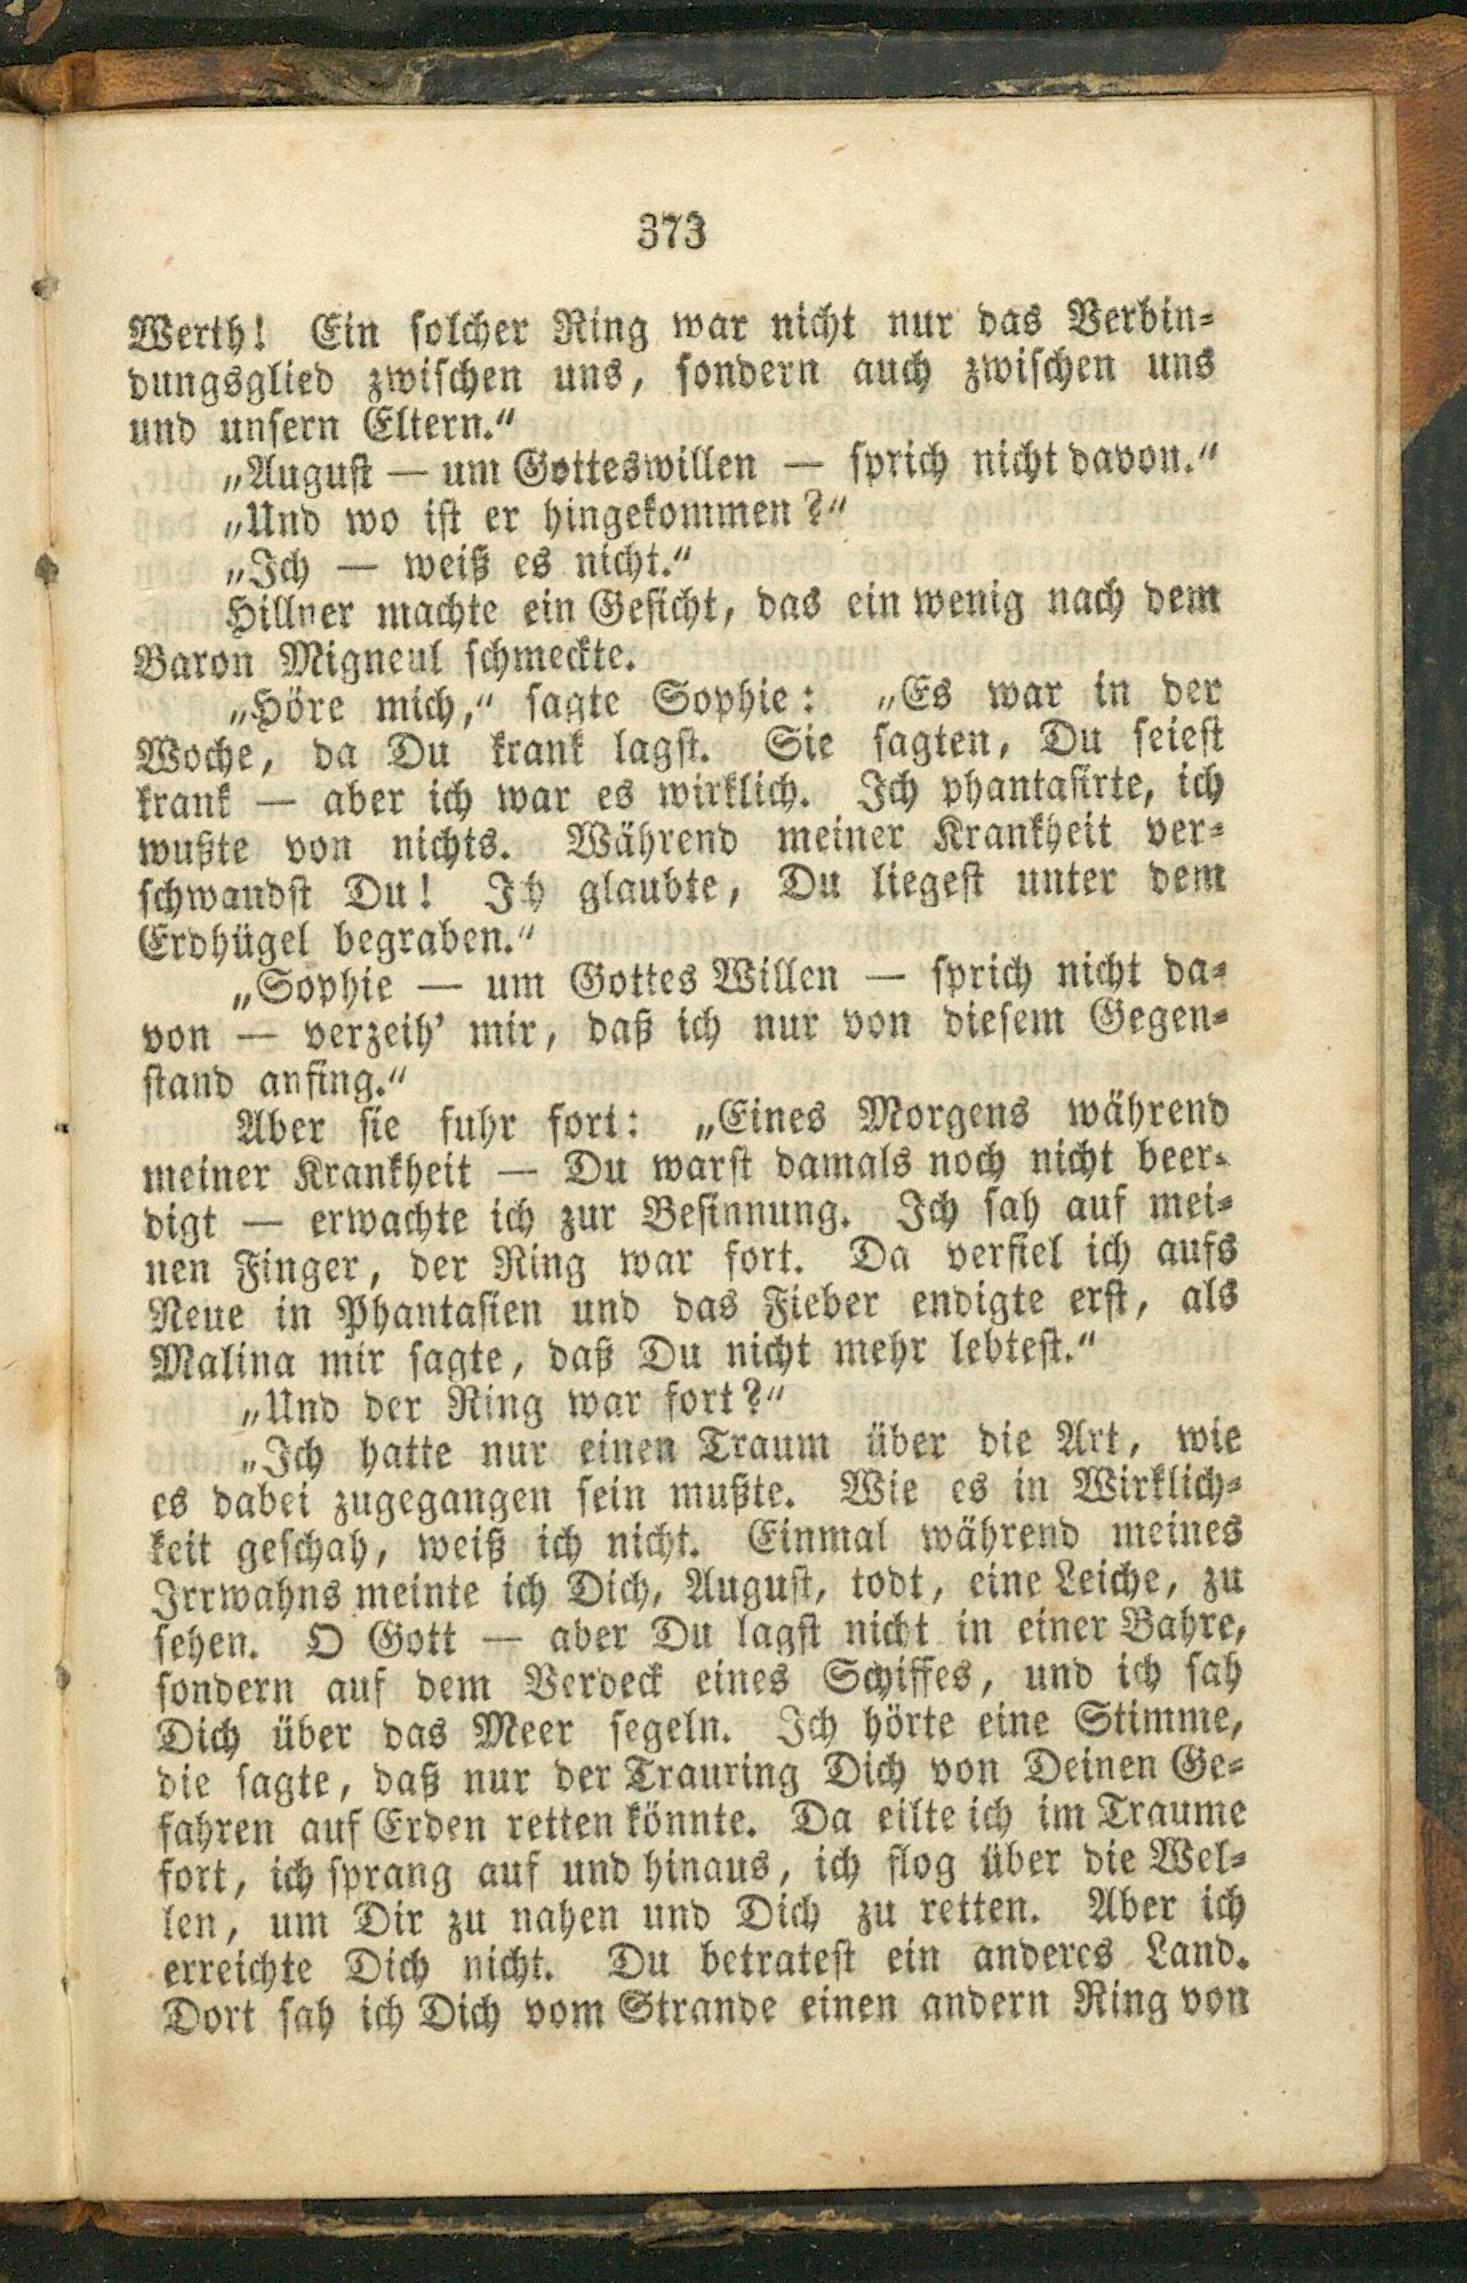 373
Werth! Ein solcher Ring war nicht nur das Verbin-
dungsglied zwischen uns, sondern auch zwischen uns
und unsern Eltern.“
„August — um Gotteswillen — sprich nicht davon.“
„Und wo ist er hingekommen?“
„Ich — weiß es nicht.“
Hillner machte ein Gesicht, das ein wenig nach dem
Baron Migneul schmeckte.
„Höre mich,“ sagte Sophie: „Es war in der
Woche, da Du krank lagst. Sie sagten, Du seiest
krank — aber ich war es wirklich. Ich phantasirte, ich
wußte von nichts. Während meiner Krankheit ver-
schwandst Du! Ich glaubte, Du liegest unter dem
Erdhügel begraben.“
„Sophie — um Gottes Willen — sprich nicht da-
von — verzeih’ mir, daß ich nur von diesem Gegen-
stand anfing.“
Aber sie fuhr fort: „Eines Morgens während
meiner Krankheit — Du warst damals noch nicht beer-
digt — erwachte ich zur Besinnung. Ich sah auf mei-
nen Finger, der Ring war fort. Da verfiel ich aufs
Neue in Phantasien und das Fieber endigte erst, als
Malina mir sagte, daß Du nicht mehr lebtest.“
„Und der Ring war fort?“
„Ich hatte nur einen Traum über die Art, wie
es dabei zugegangen sein mußte. Wie es in Wirklich-
keit geschah, weiß ich nicht. Einmal während meines
Irrwahns meinte ich Dich, August, todt, eine Leiche, zu
sehen. O Gott — aber Du lagst nicht in einer Bahre,
sondern auf dem Verdeck eines Schiffes, und ich sah
Dich über das Meer segeln. Ich hörte eine Stimme,
die sagte, daß nur der Trauring Dich von Deinen Ge-
fahren auf Erden retten könnte. Da eilte ich im Traume
fort, ich sprang auf und hinaus, ich flog über die Wel-
len, um Dir zu nahen und Dich zu retten. Aber ich
erreichte Dich nicht. Du betratest ein anderes Land.
Dort sah ich Dich vom Strande einen andern Ring von